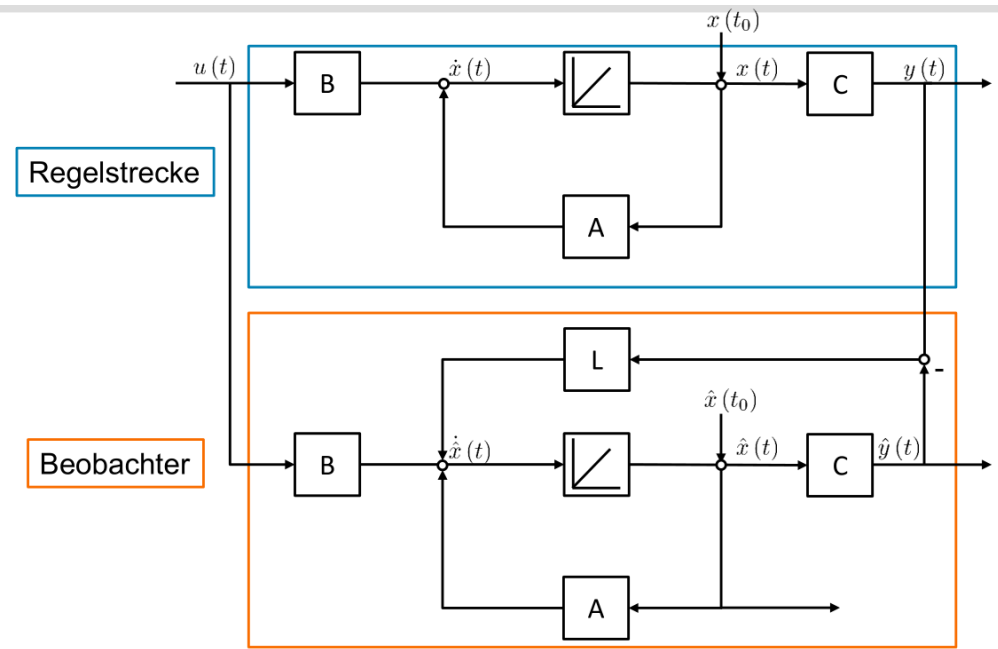 x (t₀)
u (t)
B
ẋ (t)
x (t)
C
y (t)
Regelstrecke
A
L
-
x̂ (t₀)
Beobachter
B
x̂̇ (t)
x̂ (t)
C
ŷ (t)
A